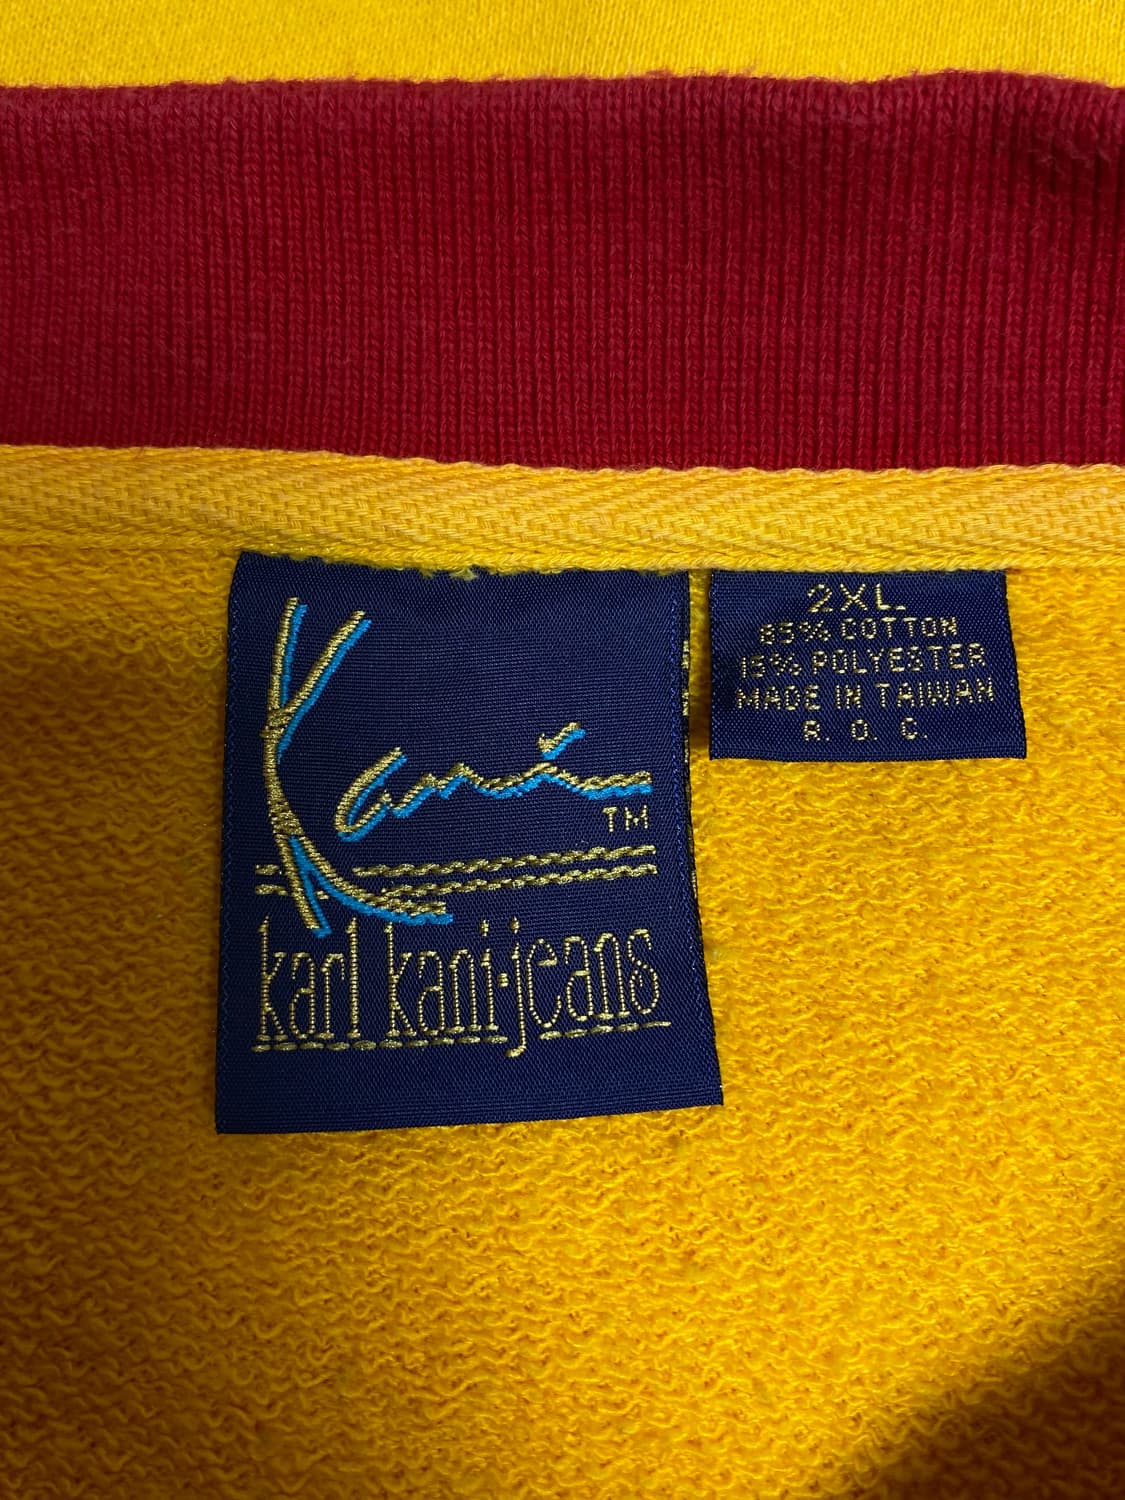 Kani
TM
karl kani·jeans
2XL.
85% COTTON
15% POLYESTER
MADE IN TAIWAN
R. O. C.